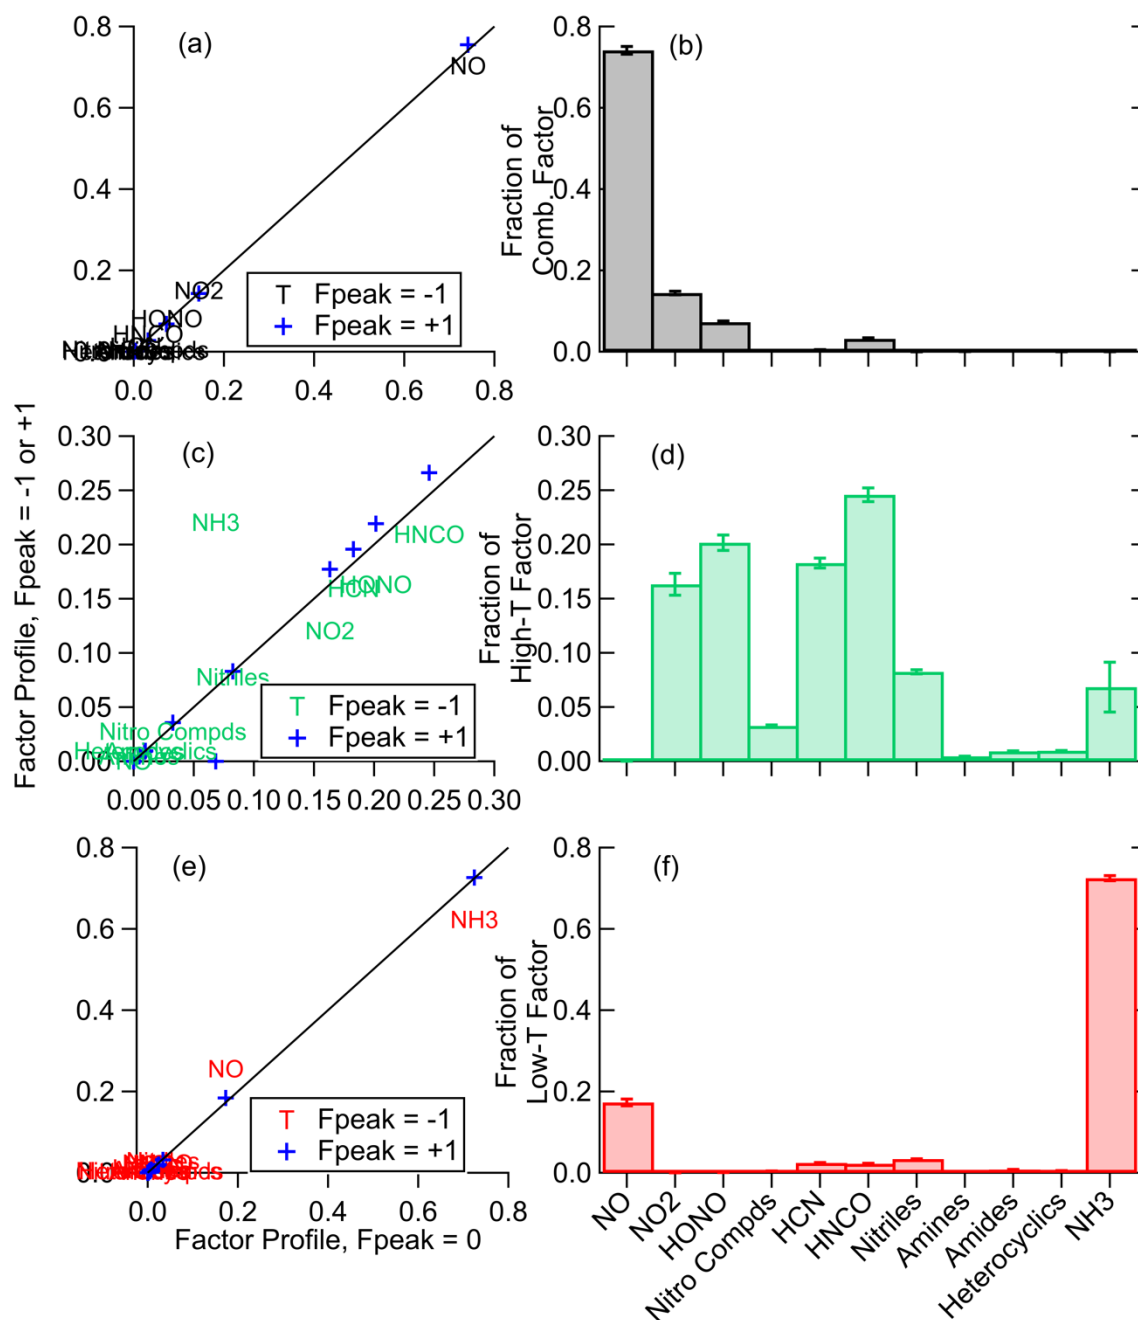 0.8
0.6
0.4
0.2
0.0
(a)
NO
NO2
HONO
HNCO
T Fpeak = -1
+ Fpeak = +1
0.0 0.2 0.4 0.6 0.8
Fraction of
Comb. Factor
0.8
0.6
0.4
0.2
0.0
(b)
Factor Profile, Fpeak = -1 or +1
0.30
0.25
0.20
0.15
0.10
0.05
0.00
(c)
NH3
HNCO
HONO
HCN
NO2
Nitriles
Nitro Compds
Heterocyclics
NO
T Fpeak = -1
+ Fpeak = +1
0.00 0.05 0.10 0.15 0.20 0.25 0.30
Fraction of
High-T Factor
0.30
0.25
0.20
0.15
0.10
0.05
0.00
(d)
0.8
0.6
0.4
0.2
0.0
(e)
NH3
NO
T Fpeak = -1
+ Fpeak = +1
0.0 0.2 0.4 0.6 0.8
Factor Profile, Fpeak = 0
Fraction of
Low-T Factor
0.8
0.6
0.4
0.2
0.0
(f)
NO
NO2
HONO
Nitro Compds
HCN
HNCO
Nitriles
Amines
Amides
Heterocyclics
NH3